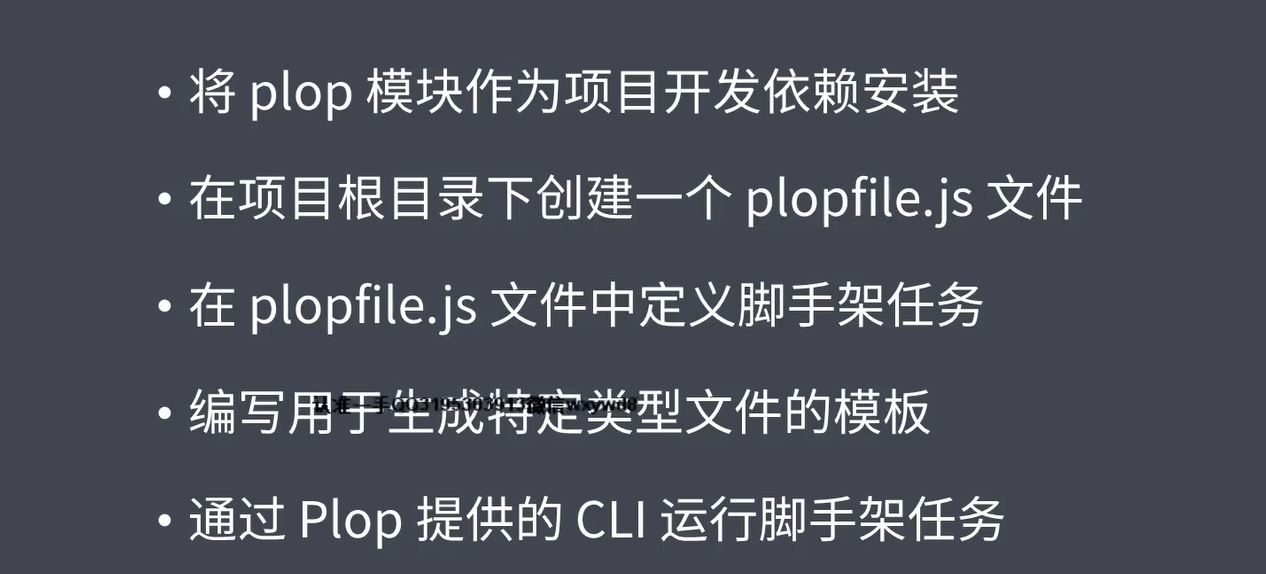 • 将 plop 模块作为项目开发依赖安装
• 在项目根目录下创建一个 plopfile.js 文件
• 在 plopfile.js 文件中定义脚手架任务
• 编写用于生成特定类型文件的模板
• 通过 Plop 提供的 CLI 运行脚手架任务